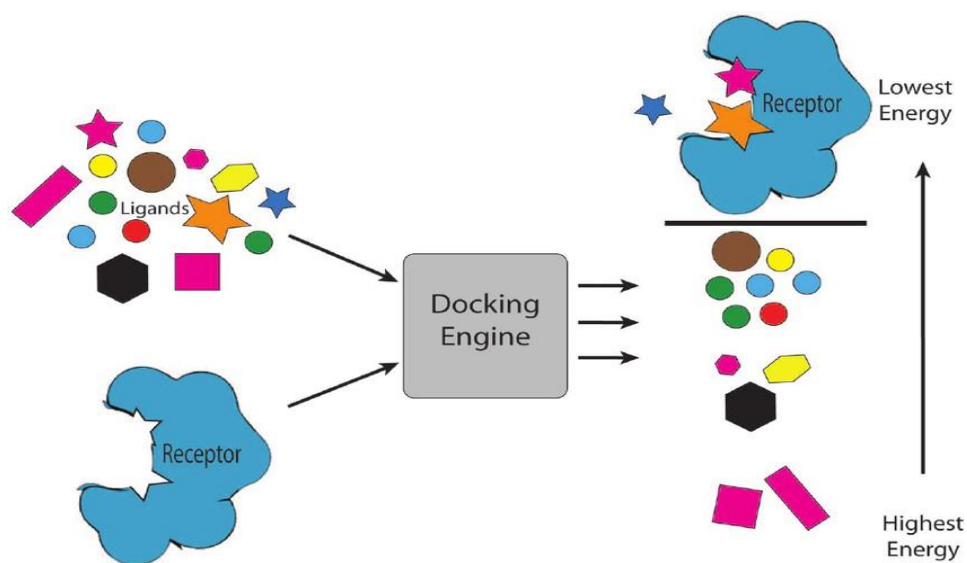 Ligands
Receptor
Docking
Engine
Receptor
Lowest
Energy
Highest
Energy